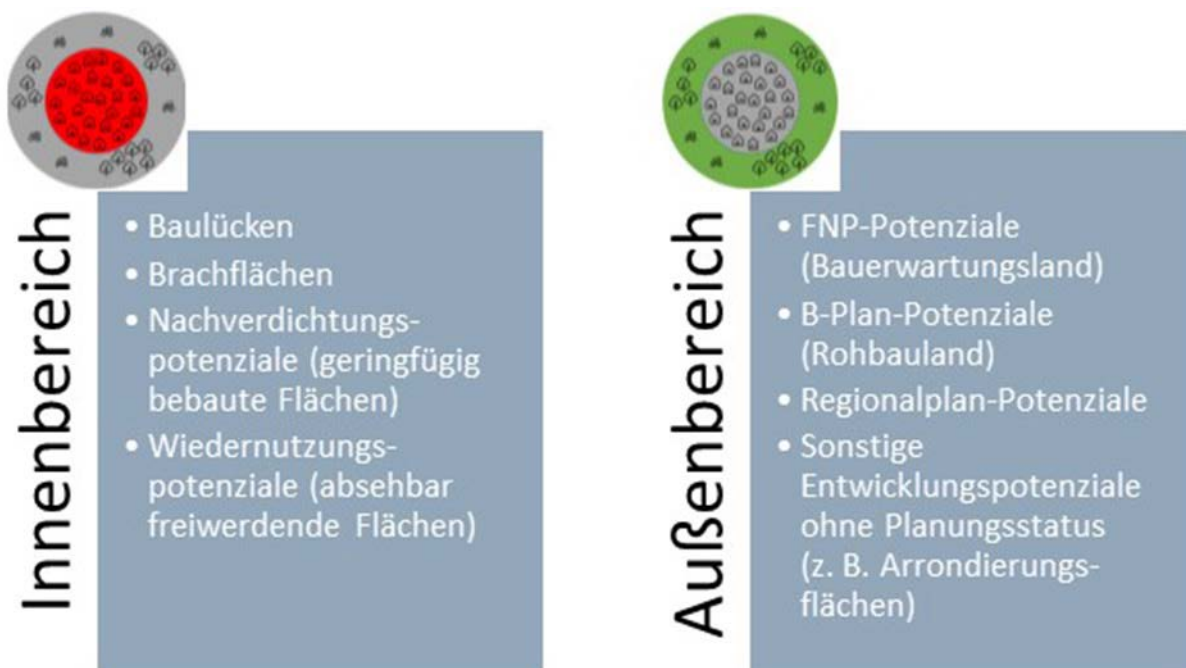 Innenbereich
• Baulücken
• Brachflächen
• Nachverdichtungs-
potenziale (geringfügig
bebaute Flächen)
• Wiedernutzungs-
potenziale (absehbar
freiwerdende Flächen)
Außenbereich
• FNP-Potenziale
(Bauerwartungsland)
• B-Plan-Potenziale
(Rohbauland)
• Regionalplan-Potenziale
• Sonstige
Entwicklungspotenziale
ohne Planungsstatus
(z. B. Arrondierungs-
flächen)